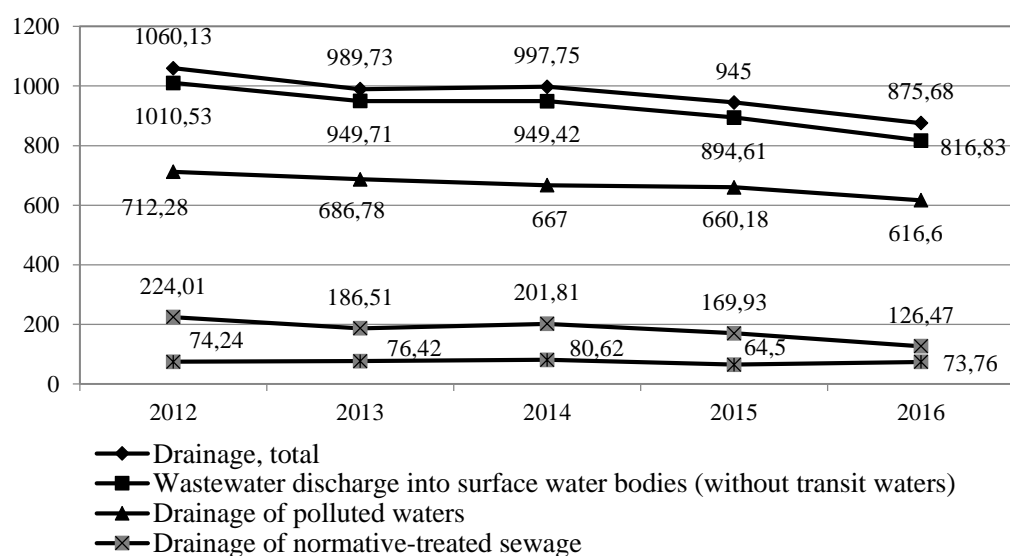 1200
1060,13 989,73 997,75 945 875,68
1000
1010,53 949,71 949,42 894,61 816,83
800
712,28 686,78 667 660,18 616,6
600
400
224,01 186,51 201,81 169,93 126,47
200
74,24 76,42 80,62 64,5 73,76
0
2012 2013 2014 2015 2016
Drainage, total
Wastewater discharge into surface water bodies (without transit waters)
Drainage of polluted waters
Drainage of normative-treated sewage